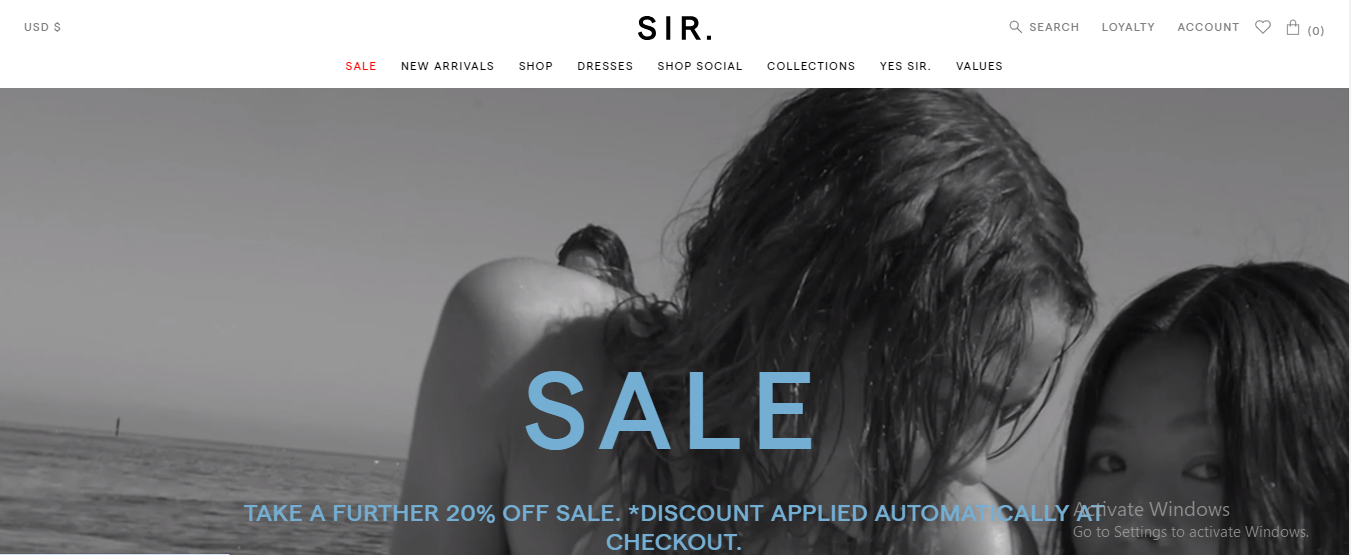 USD $
SIR.
SEARCH LOYALTY ACCOUNT (0)
SALE NEW ARRIVALS SHOP DRESSES SHOP SOCIAL COLLECTIONS YES SIR. VALUES
SALE
TAKE A FURTHER 20% OFF SALE. *DISCOUNT APPLIED AUTOMATICALLY AT
CHECKOUT.
Activate Windows
Go to Settings to activate Windows.